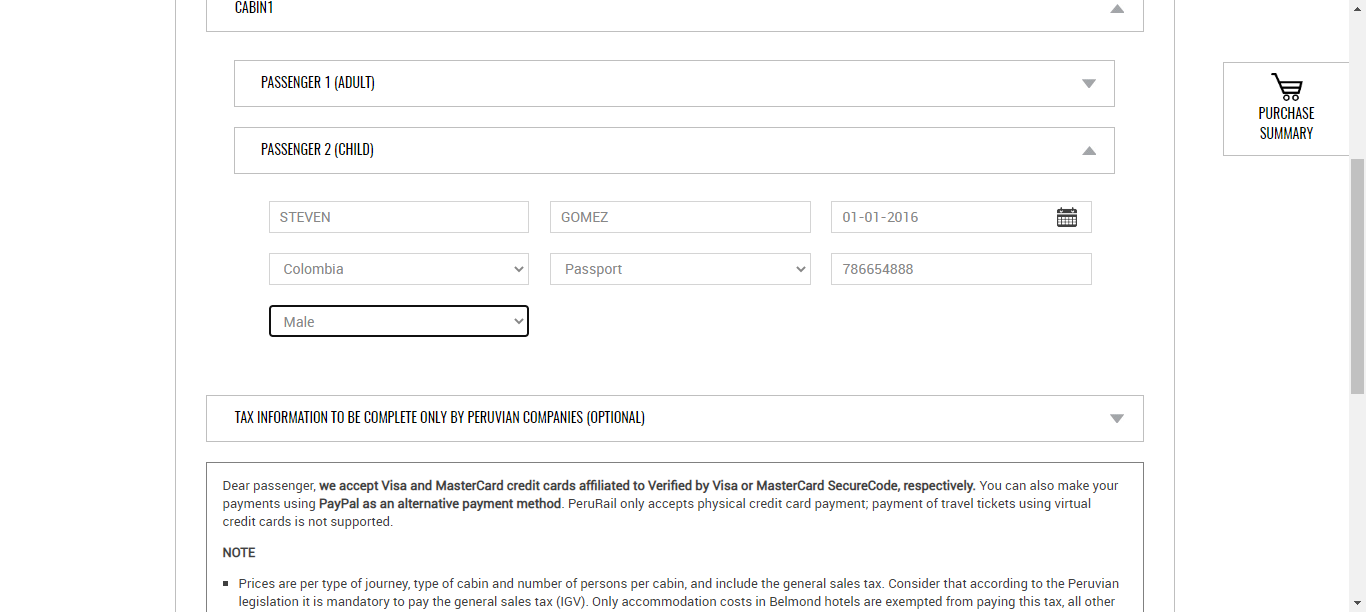 CABIN1
PASSENGER 1 (ADULT)
PURCHASE
SUMMARY
PASSENGER 2 (CHILD)
STEVEN
GOMEZ
01-01-2016
Colombia
Passport
786654888
Male
TAX INFORMATION TO BE COMPLETE ONLY BY PERUVIAN COMPANIES (OPTIONAL)
Dear passenger, we accept Visa and MasterCard credit cards affiliated to Verified by Visa or MasterCard SecureCode, respectively. You can also make your
payments using PayPal as an alternative payment method. PeruRail only accepts physical credit card payment; payment of travel tickets using virtual
credit cards is not supported.
NOTE
Prices are per type of journey, type of cabin and number of persons per cabin, and include the general sales tax. Consider that according to the Peruvian
legislation it is mandatory to pay the general sales tax (IGV). Only accommodation costs in Belmond hotels are exempted from paying this tax, all other